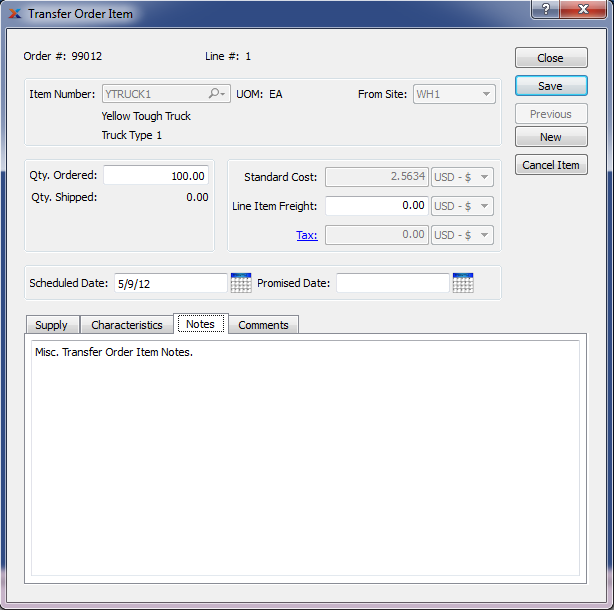 Transfer Order Item
Order #: 99012 Line #: 1 Close
Item Number: YTRUCK1 UOM: EA From Site: WH1 Save
Yellow Tough Truck Previous
Truck Type 1 New
Cancel Item
Qty. Ordered: 100.00 Standard Cost: 2.5634 USD - $
Qty. Shipped: 0.00 Line Item Freight: 0.00 USD - $
Tax: 0.00 USD - $
Scheduled Date: 5/9/12 Promised Date:
Supply Characteristics Notes Comments
Misc. Transfer Order Item Notes.